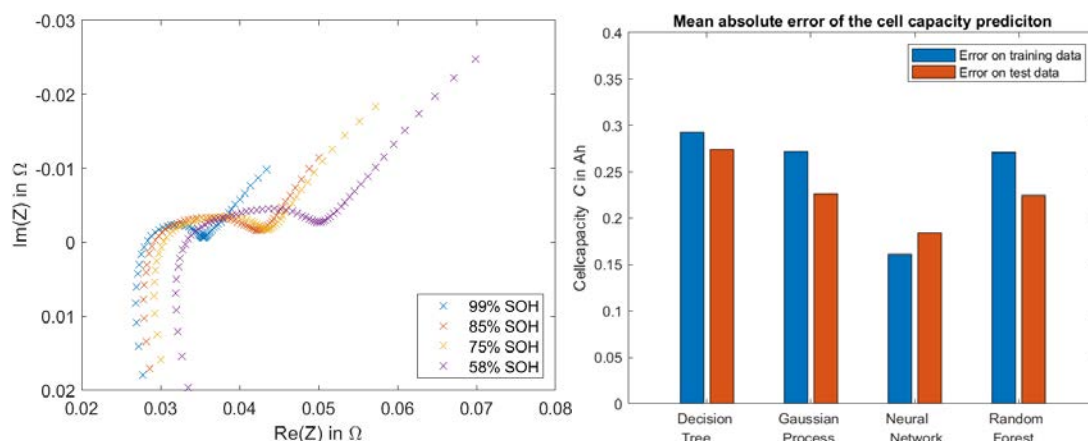 -0.03
-0.02
-0.01
0
0.01
0.02
Im(Z) in Ω
0.02 0.03 0.04 0.05 0.06 0.07 0.08
Re(Z) in Ω
99% SOH
85% SOH
75% SOH
58% SOH
Mean absolute error of the cell capacity prediciton
0.4
0.35
0.3
0.25
0.2
0.15
0.1
0.05
0
Cellcapacity C in Ah
Error on training data
Error on test data
Decision Gaussian Neural Random
Tree Process Network Forest